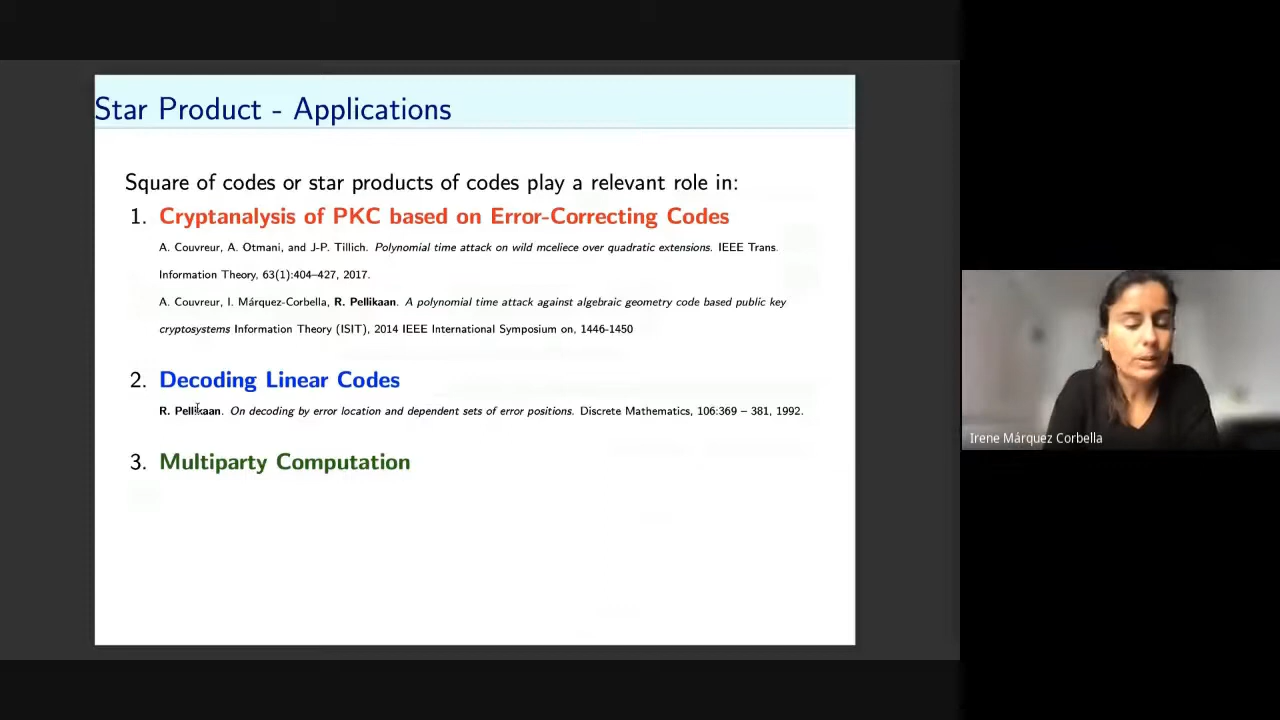 Star Product - Applications
Square of codes or star products of codes play a relevant role in:
1. Cryptanalysis of PKC based on Error-Correcting Codes
A. Couvreur, A. Otmani, and J-P. Tillich. Polynomial time attack on wild mceliece over quadratic extensions. IEEE Trans.
Information Theory, 63(1):404–427, 2017.
A. Couvreur, I. Márquez-Corbella, R. Pellikaan. A polynomial time attack against algebraic geometry code based public key
cryptosystems Information Theory (ISIT), 2014 IEEE International Symposium on, 1446-1450
2. Decoding Linear Codes
R. Pellikaan. On decoding by error location and dependent sets of error positions. Discrete Mathematics, 106:369 – 381, 1992.
3. Multiparty Computation
Irene Márquez Corbella